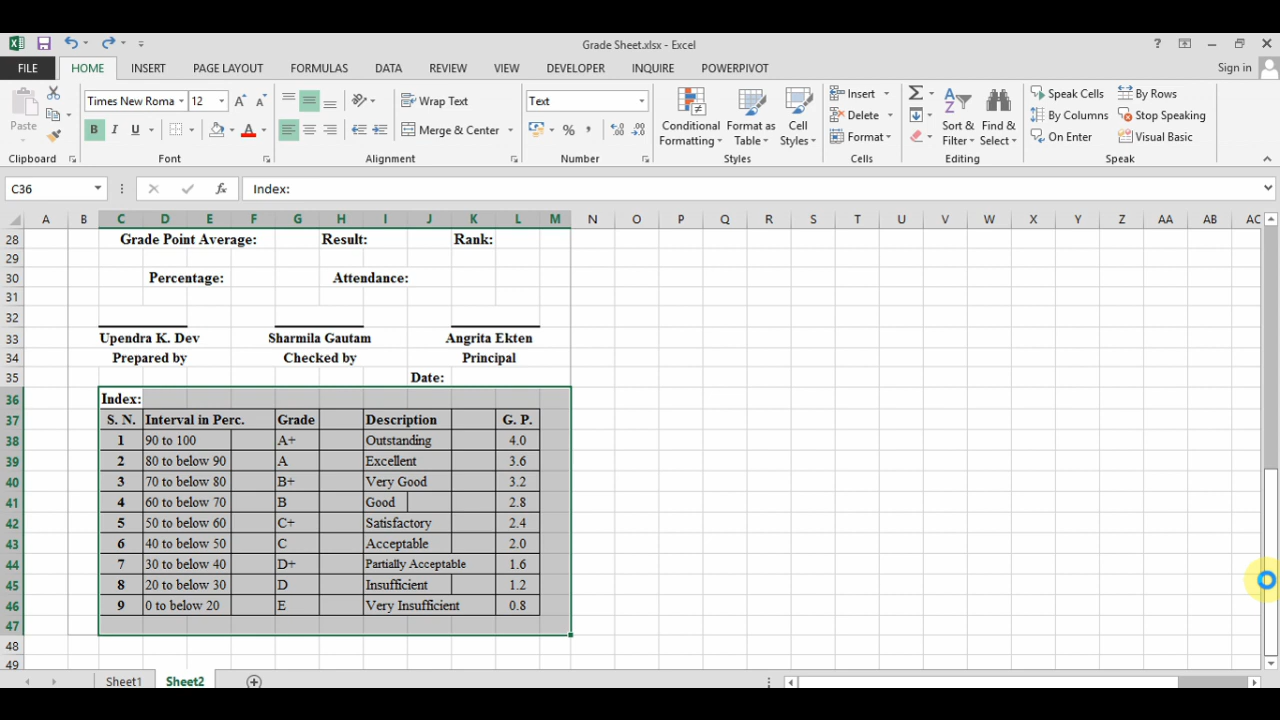 Grade Sheet.xlsx - Excel
?
FILE HOME INSERT PAGE LAYOUT FORMULAS DATA REVIEW VIEW DEVELOPER INQUIRE POWERPIVOT Sign in
Paste
Times New Roma 12
B I U
Wrap Text
Merge & Center
Text
%
Conditional Formatting
Format as Table
Cell Styles
Insert
Delete
Format
Sort & Filter
Find & Select
Speak Cells
By Columns
On Enter
By Rows
Stop Speaking
Visual Basic
Clipboard Font Alignment Number Styles Cells Editing Speak
C36 fx Index:
A B C D E F G H I J K L M N O P Q R S T U V W X Y Z AA AB AC
28 Grade Point Average: Result: Rank:
29
30 Percentage: Attendance:
31
32
33 Upendra K. Dev Sharmila Gautam Angrita Ekten
34 Prepared by Checked by Principal
35 Date:
36 Index:
37 S. N. Interval in Perc. Grade Description G. P.
38 1 90 to 100 A+ Outstanding 4.0
39 2 80 to below 90 A Excellent 3.6
40 3 70 to below 80 B+ Very Good 3.2
41 4 60 to below 70 B Good 2.8
42 5 50 to below 60 C+ Satisfactory 2.4
43 6 40 to below 50 C Acceptable 2.0
44 7 30 to below 40 D+ Partially Acceptable 1.6
45 8 20 to below 30 D Insufficient 1.2
46 9 0 to below 20 E Very Insufficient 0.8
47
48
49
Sheet1 Sheet2